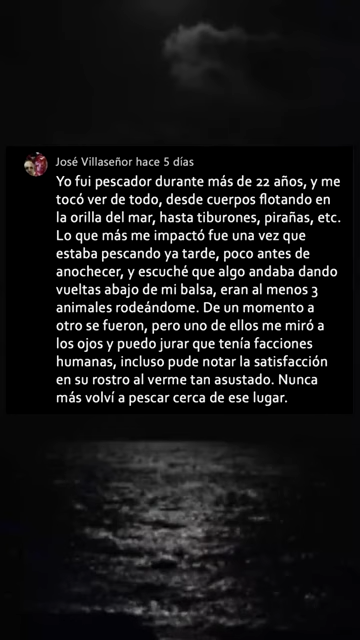 José Villaseñor hace 5 días
Yo fui pescador durante más de 22 años, y me
tocó ver de todo, desde cuerpos flotando en
la orilla del mar, hasta tiburones, pirañas, etc.
Lo que más me impactó fue una vez que
estaba pescando ya tarde, poco antes de
anochecer, y escuché que algo andaba dando
vueltas abajo de mi balsa, eran al menos 3
animales rodeándome. De un momento a
otro se fueron, pero uno de ellos me miró a
los ojos y puedo jurar que tenía facciones
humanas, incluso pude notar la satisfacción
en su rostro al verme tan asustado. Nunca
más volví a pescar cerca de ese lugar.